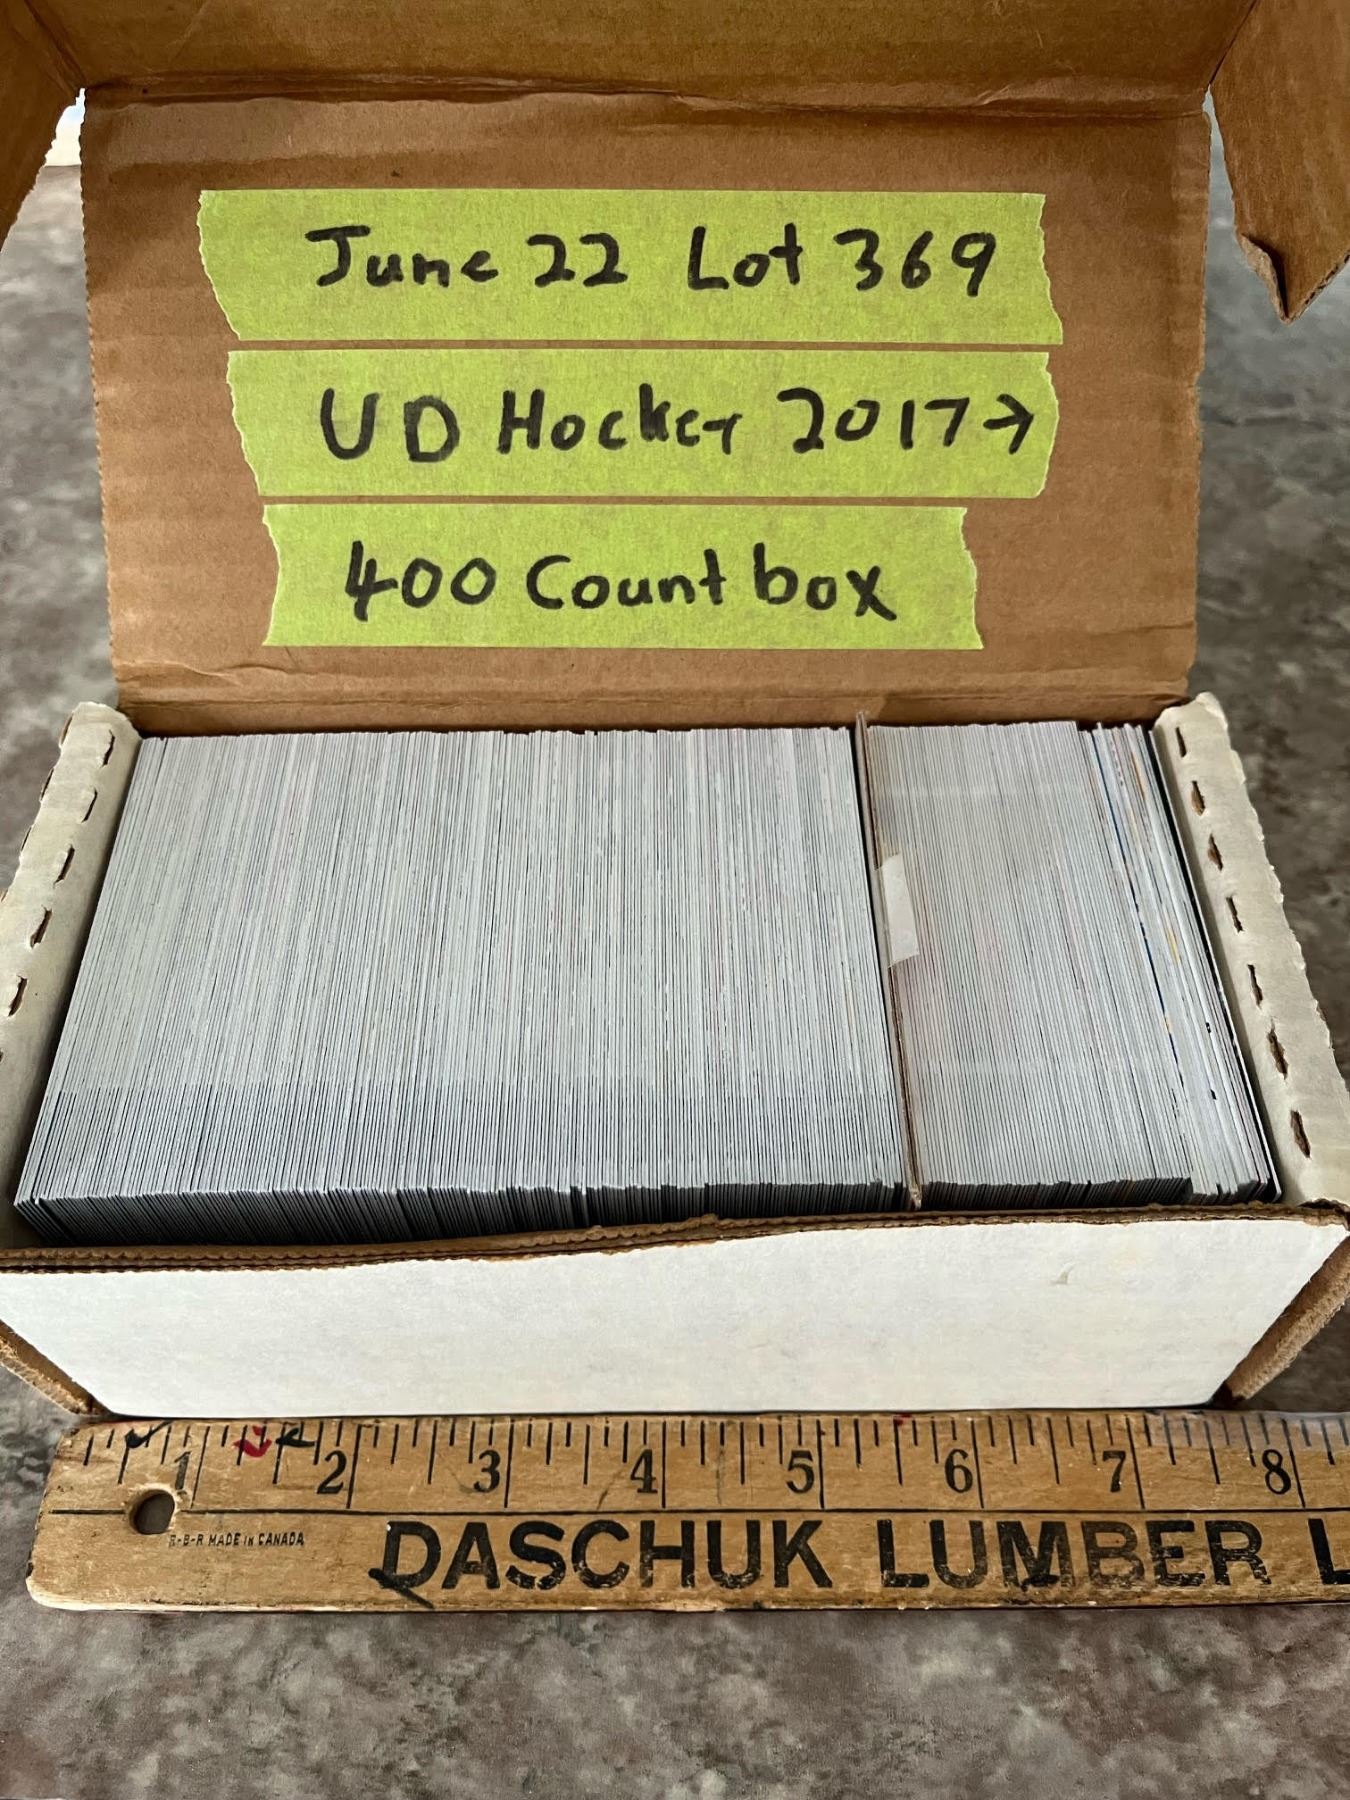 June 22 Lot 369
UD Hockey 2017→
400 Count box
1 2 3 4 5 6 7 8
R-B-R MADE IN CANADA
DASCHUK LUMBER L